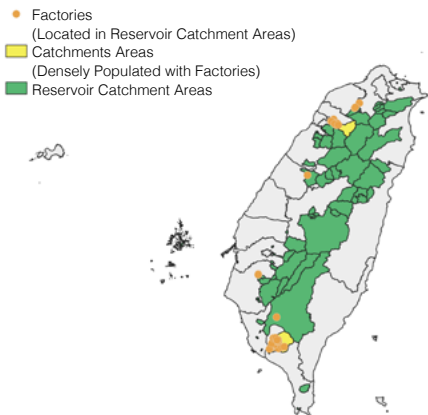 Factories
(Located in Reservoir Catchment Areas)
Catchments Areas
(Densely Populated with Factories)
Reservoir Catchment Areas